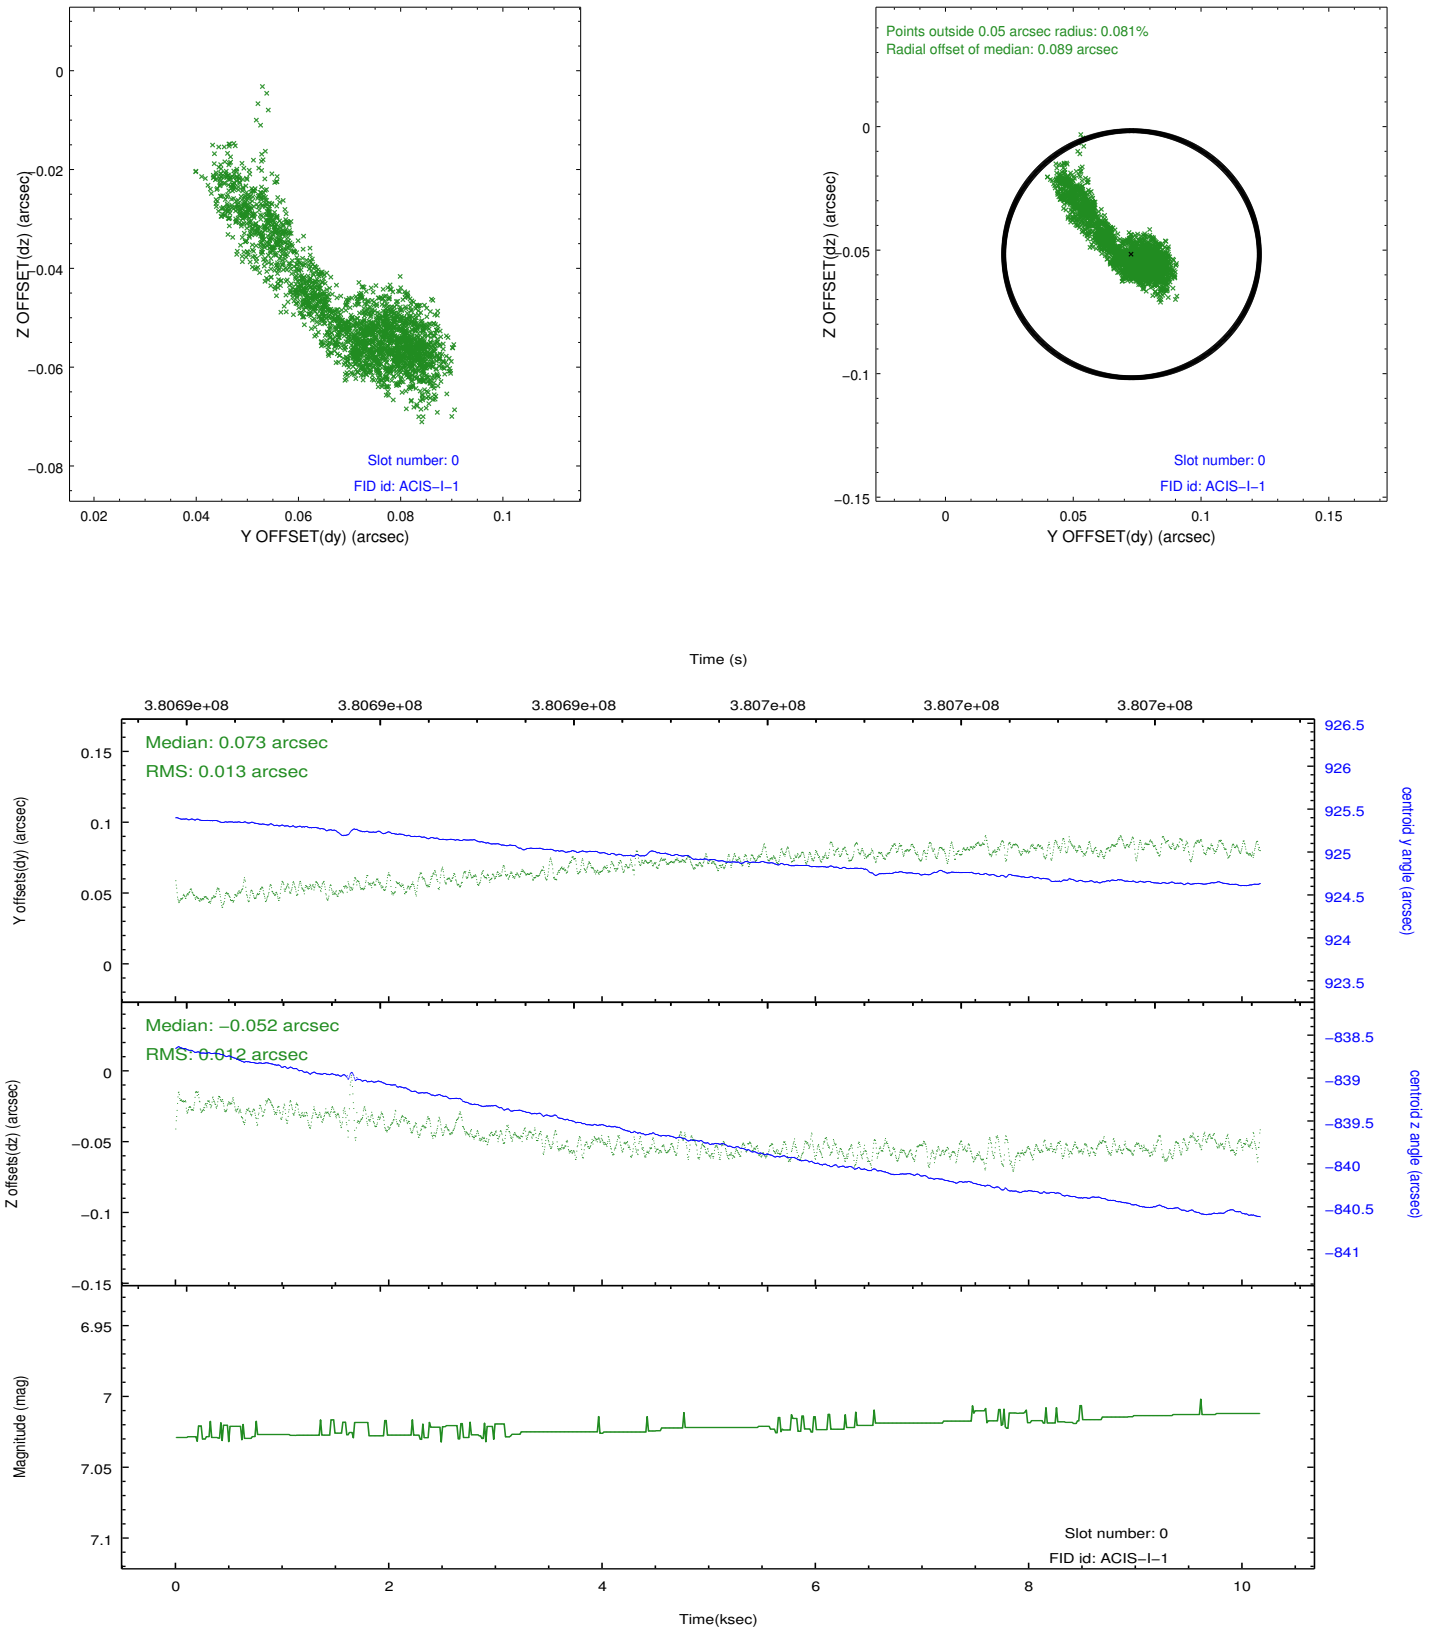 0
−0.02
−0.04
−0.06
−0.08
Z OFFSET(dz) (arcsec)
Slot number: 0
FID id: ACIS−I−1
0.02
0.04
0.06
0.08
0.1
Y OFFSET(dy) (arcsec)
Points outside 0.05 arcsec radius: 0.081%
Radial offset of median: 0.089 arcsec
0
−0.05
−0.1
−0.15
Z OFFSET(dz) (arcsec)
Slot number: 0
FID id: ACIS−I−1
0
0.05
0.1
0.15
Y OFFSET(dy) (arcsec)
Time (s)
3.8069e+08
3.8069e+08
3.8069e+08
3.807e+08
3.807e+08
3.807e+08
Median: 0.073 arcsec
RMS: 0.013 arcsec
0.15
0.1
0.05
0
Y offsets(dy) (arcsec)
926.5
926
925.5
925
924.5
924
923.5
centroid y angle (arcsec)
Median: −0.052 arcsec
RMS: 0.012 arcsec
0
−0.05
−0.1
−0.15
Z offsets(dz) (arcsec)
−838.5
−839
−839.5
−840
−840.5
−841
centroid z angle (arcsec)
6.95
7
7.05
7.1
Magnitude (mag)
Slot number: 0
FID id: ACIS−I−1
0
2
4
6
8
10
Time(ksec)